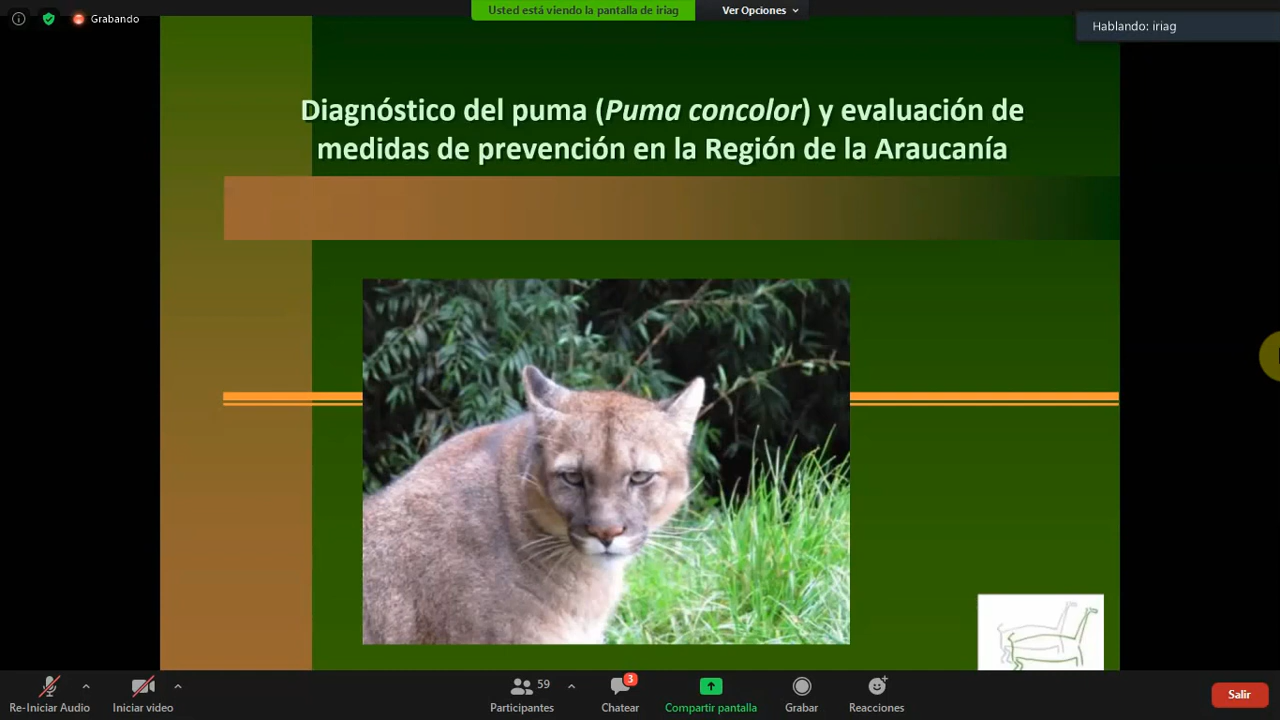 Grabando
Usted está viendo la pantalla de iriag
Ver Opciones
Hablando: iriag
Diagnóstico del puma (Puma concolor) y evaluación de
medidas de prevención en la Región de la Araucanía
59
3
Re-Iniciar Audio
Iniciar video
Participantes
Chatear
Compartir pantalla
Grabar
Reacciones
Salir